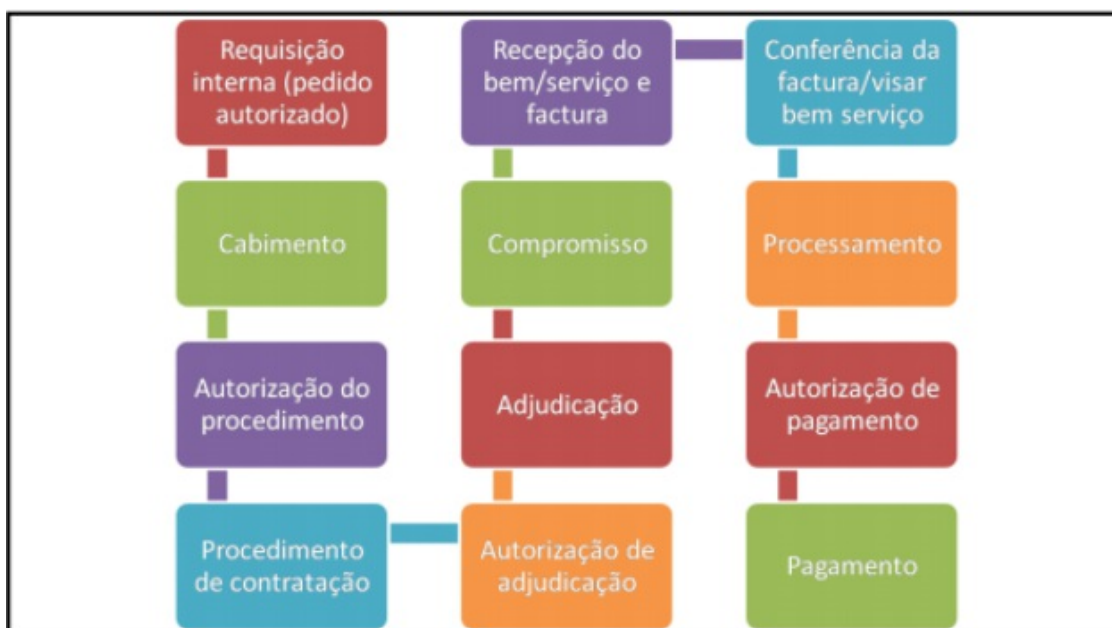 Requisição
interna (pedido
autorizado)
Cabimento
Autorização do
procedimento
Procedimento
de contratação
Autorização de
adjudicação
Adjudicação
Compromisso
Recepção do
bem/serviço e
factura
Conferência da
factura/visar
bem serviço
Processamento
Autorização de
pagamento
Pagamento